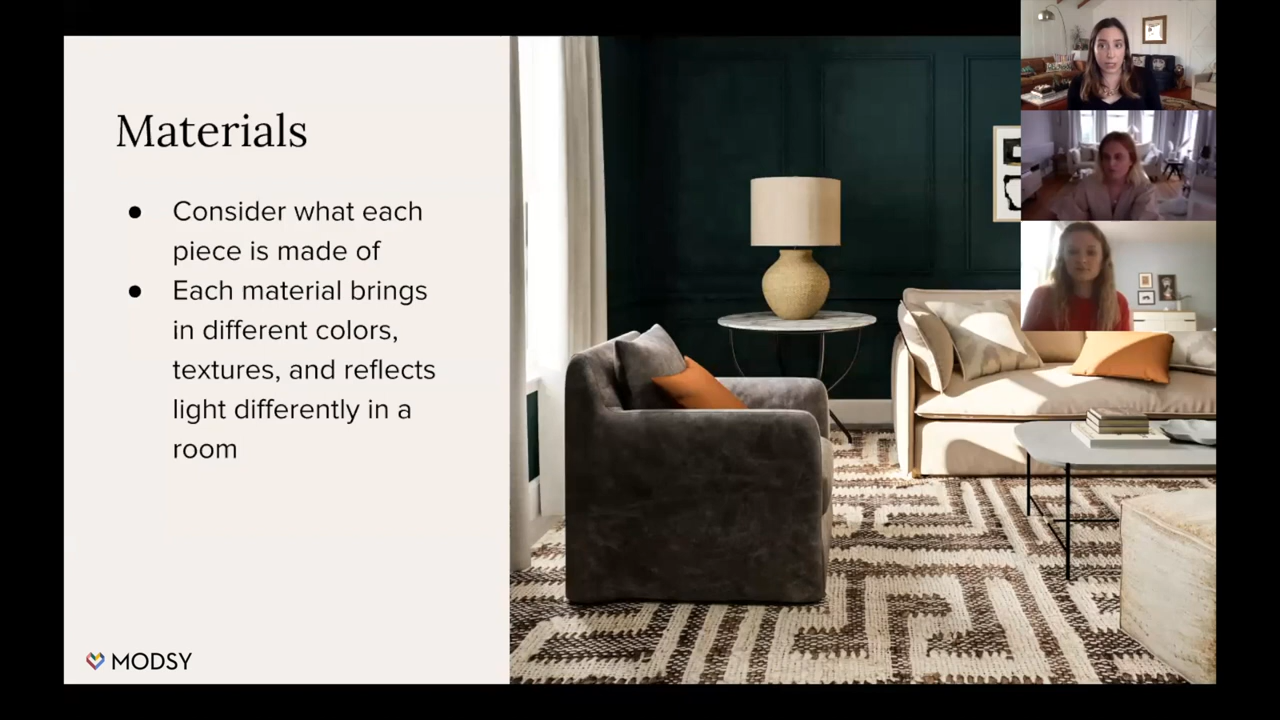 Materials
● Consider what each
piece is made of
● Each material brings
in different colors,
textures, and reflects
light differently in a
room
MODSY